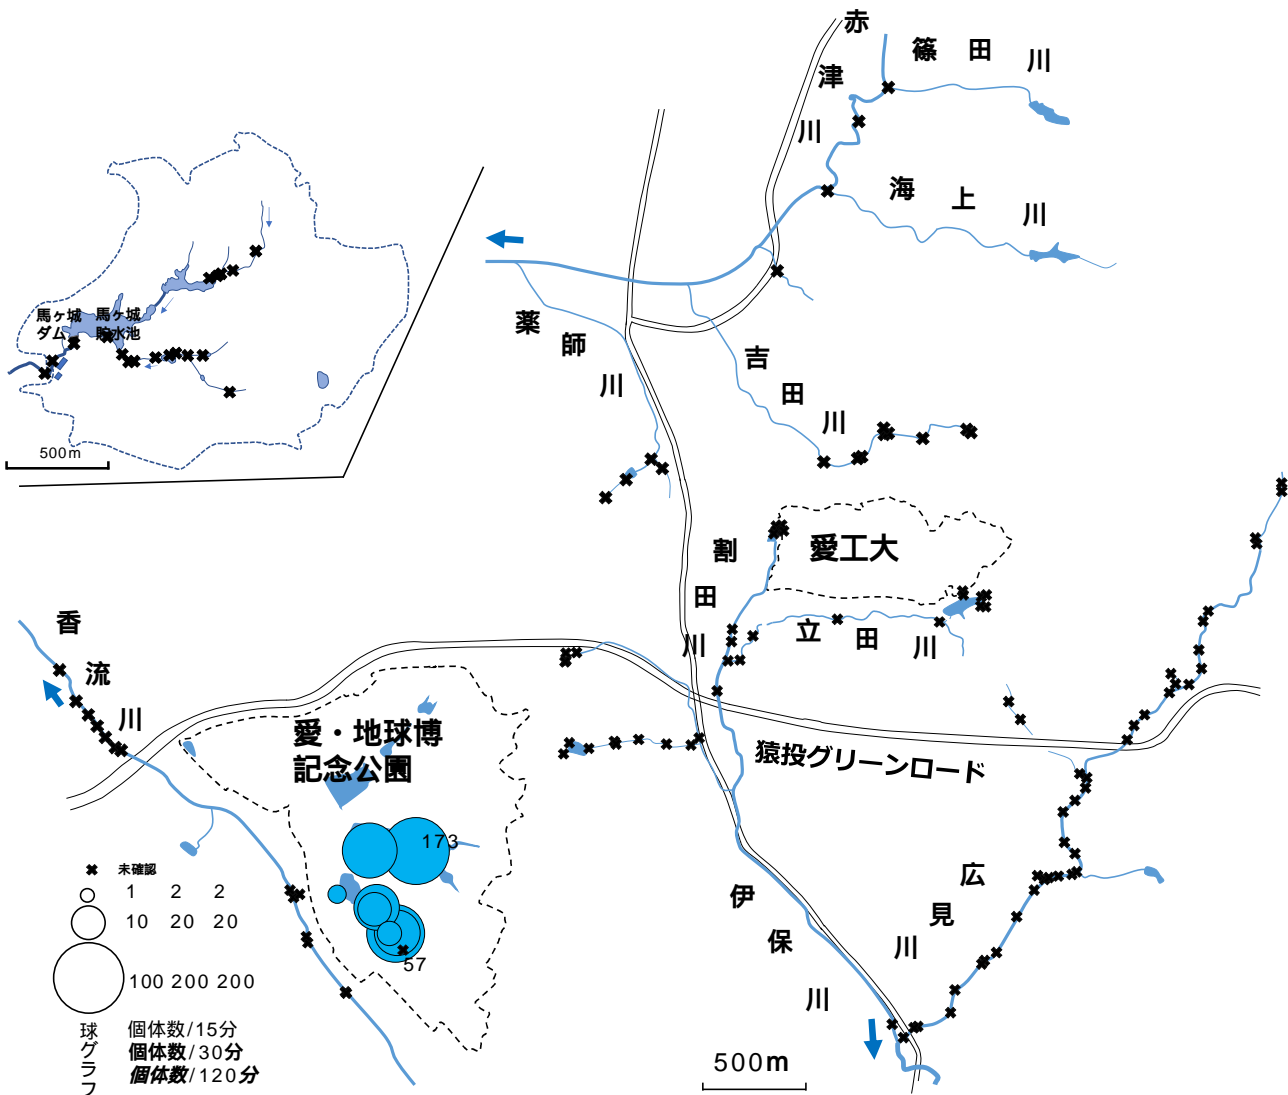 赤津川
篠田川
海上川
馬ヶ城
ダム
馬ヶ城
貯水池
500m
薬師川
吉田川
割田川
愛工大
立田川
香流川
愛・地球博
記念公園
猿投グリーンロード
173
57
伊保川
広見川
未確認
1 2 2
10 20 20
100 200 200
球グラフ
個体数/15分
個体数/30分
個体数/120分
500m